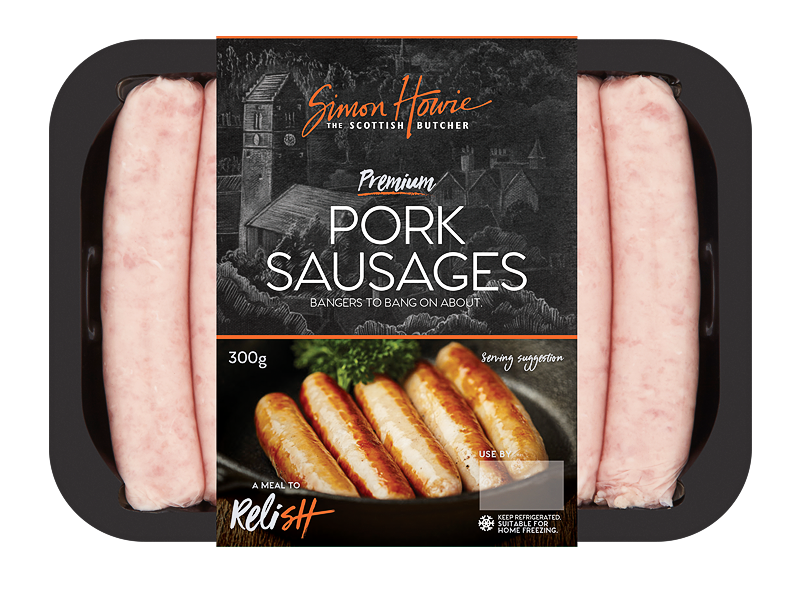 Simon Howie
THE SCOTTISH BUTCHER
Premium
PORK
SAUSAGES
BANGERS TO BANG ON ABOUT.
300g
Serving suggestion
USE BY
A MEAL TO
Relish
KEEP REFRIGERATED.
SUITABLE FOR
HOME FREEZING.